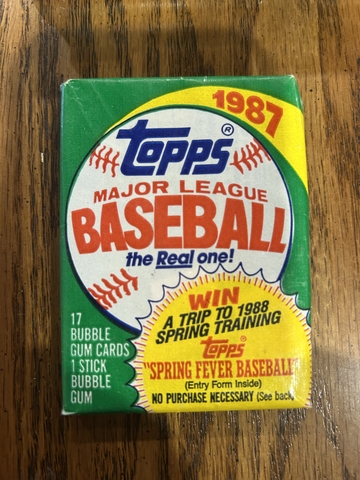 1987
TOPPS®
MAJOR LEAGUE
BASEBALL
the Real one!
17
BUBBLE
GUM CARDS
1 STICK
BUBBLE
GUM
WIN
A TRIP TO 1988
SPRING TRAINING
TOPPS
"SPRING FEVER BASEBALL"
(Entry Form Inside)
NO PURCHASE NECESSARY (See back)